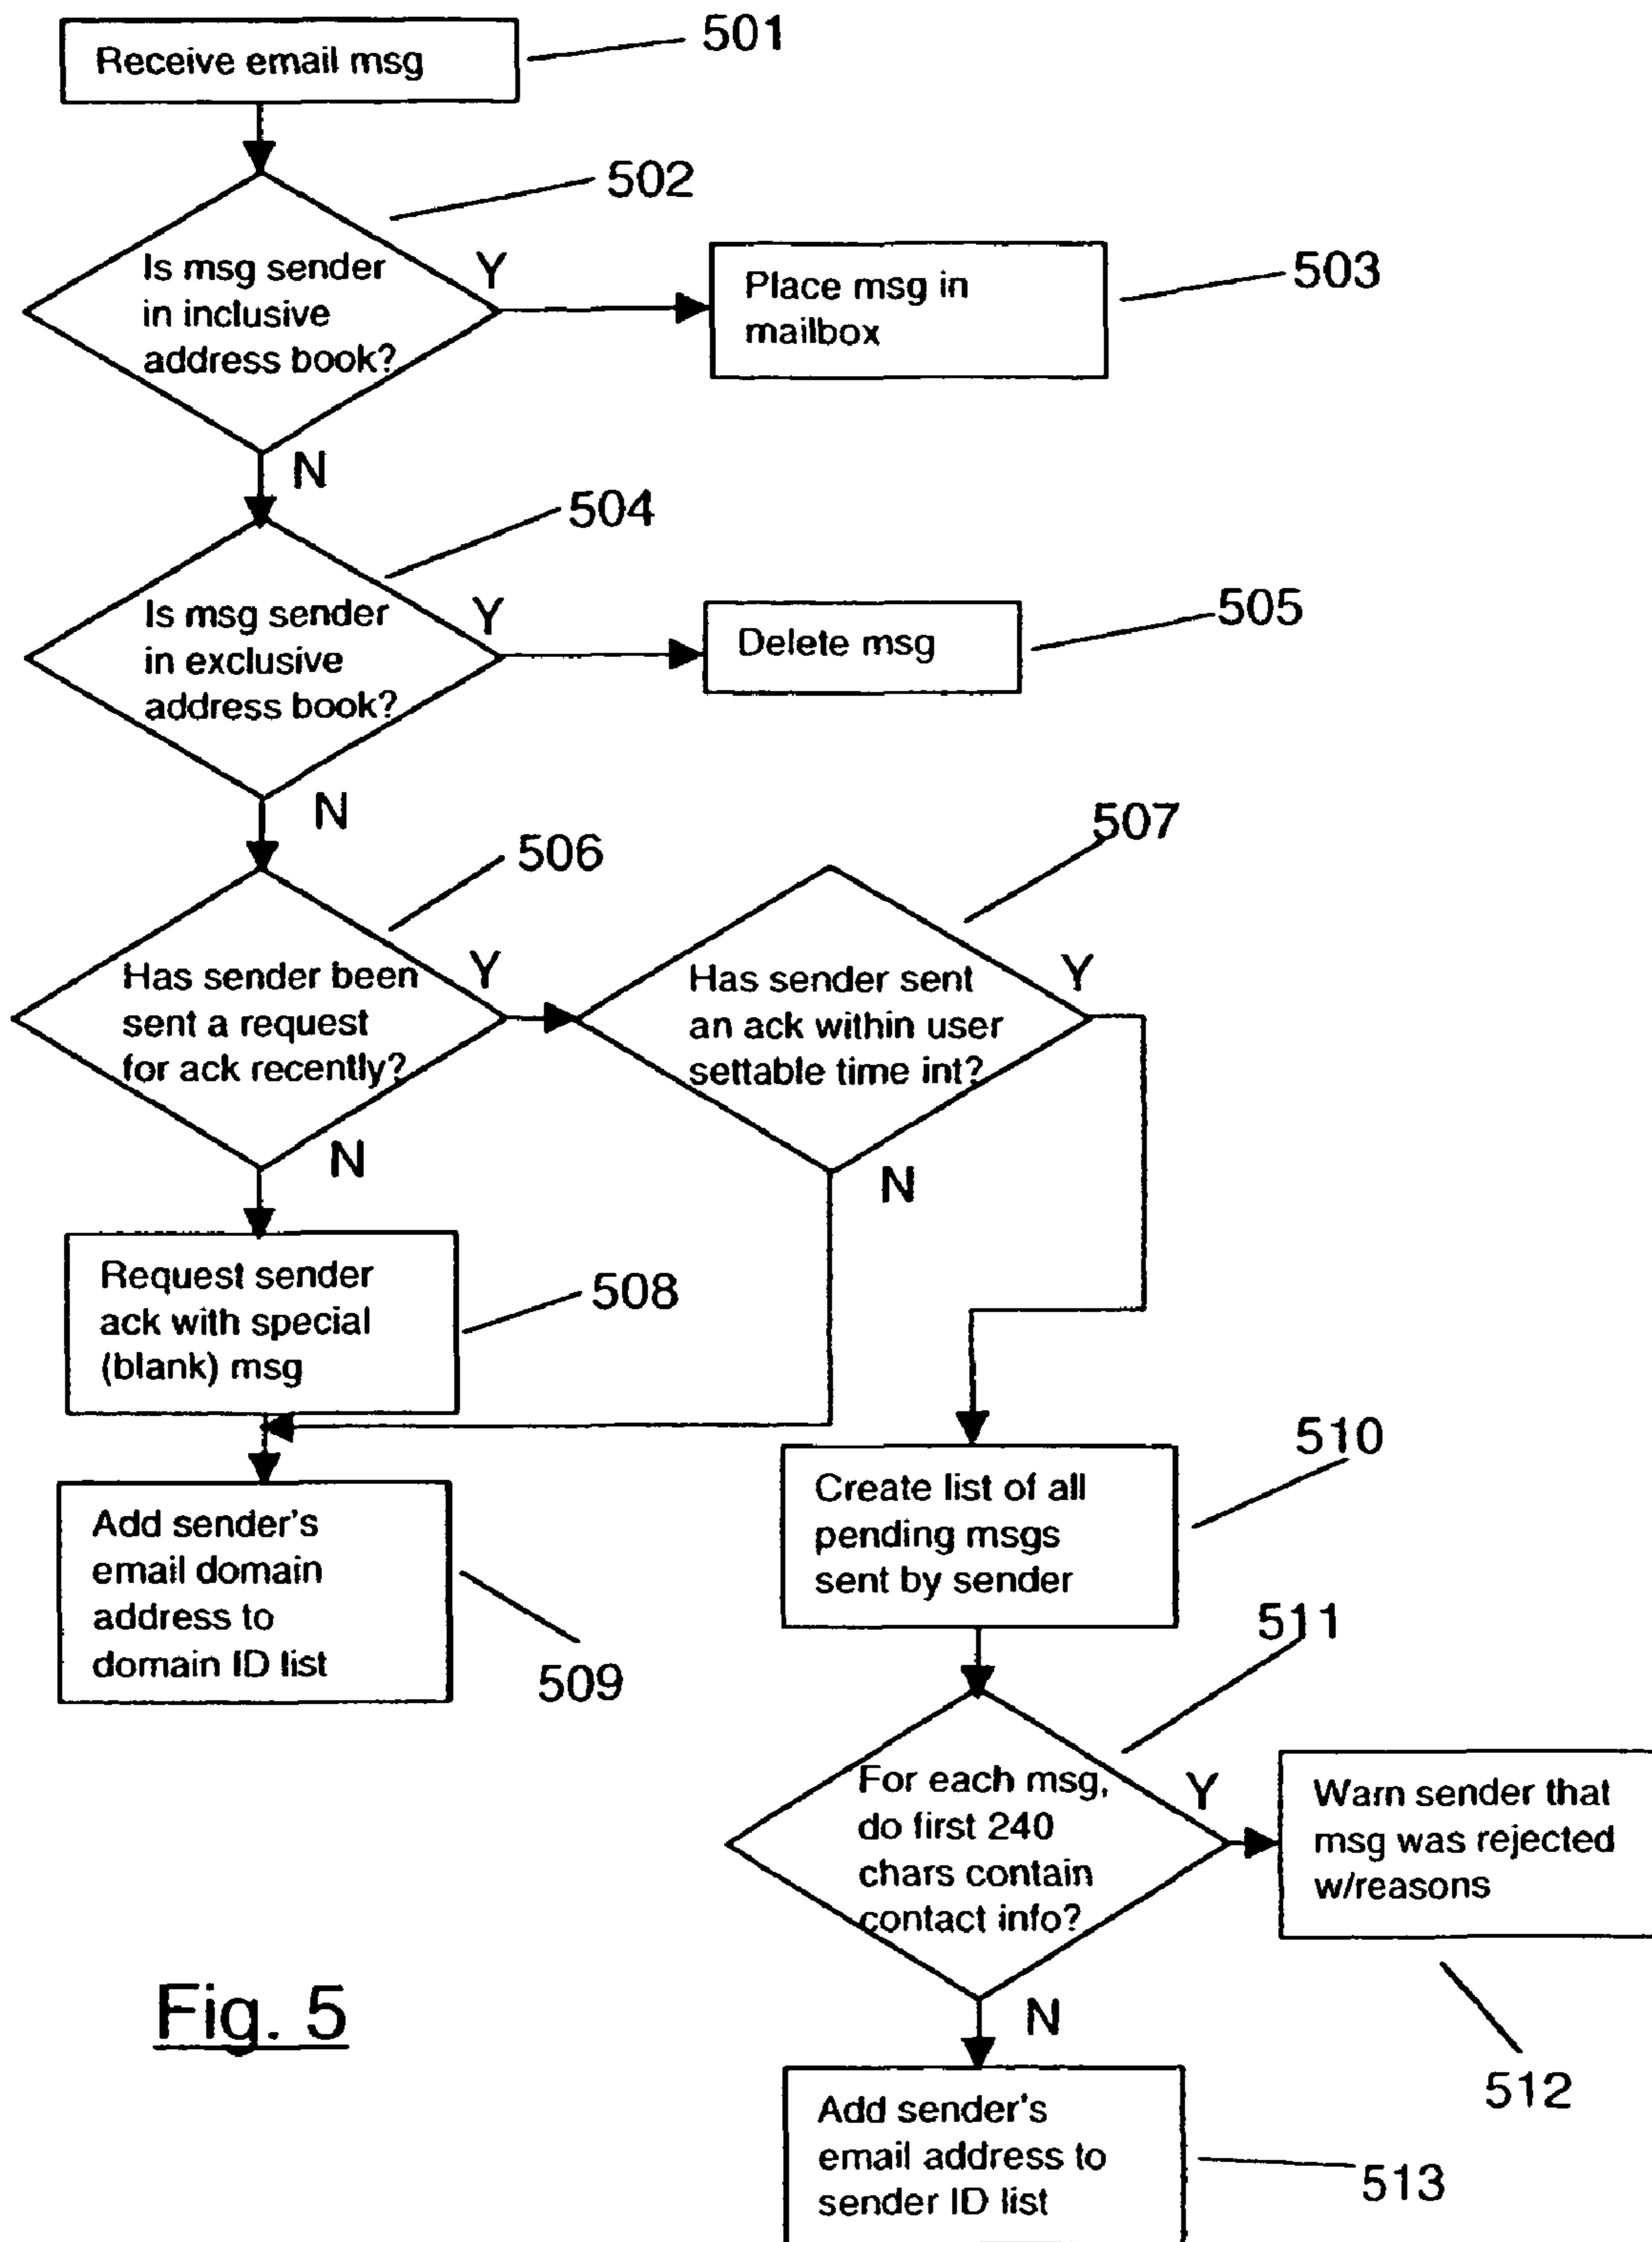 Receive email msg
501
502
Is msg sender
in inclusive
address book?
Y
Place msg in
mailbox
503
N
504
Is msg sender
in exclusive
address book?
Y
Delete msg
505
N
506
Has sender been
sent a request
for ack recently?
Y
507
Has sender sent
an ack within user
settable time int?
Y
N
N
Request sender
ack with special
(blank) msg
508
Add sender's
email domain
address to
domain ID list
509
Create list of all
pending msgs
sent by sender
510
511
For each msg,
do first 240
chars contain
contact info?
Y
Warn sender that
msg was rejected
w/reasons
512
N
Add sender's
email address to
sender ID list
513
Fig. 5